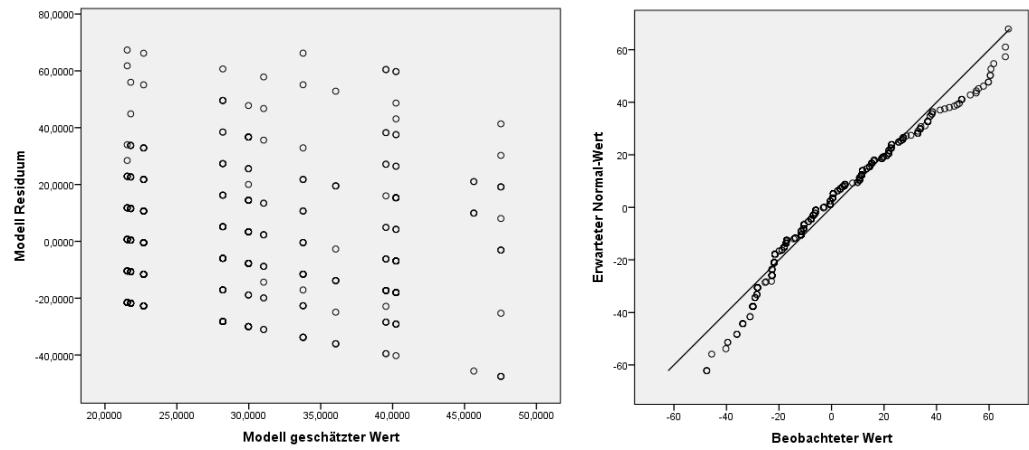 80,0000
60,0000
40,0000
20,0000
0,0000
-20,0000
-40,0000
Modell Residuum
20,0000 25,0000 30,0000 35,0000 40,0000 45,0000 50,0000
Modell geschätzter Wert
60
40
20
0
-20
-40
-60
Erwarteter Normal-Wert
-60 -40 -20 0 20 40 60
Beobachteter Wert